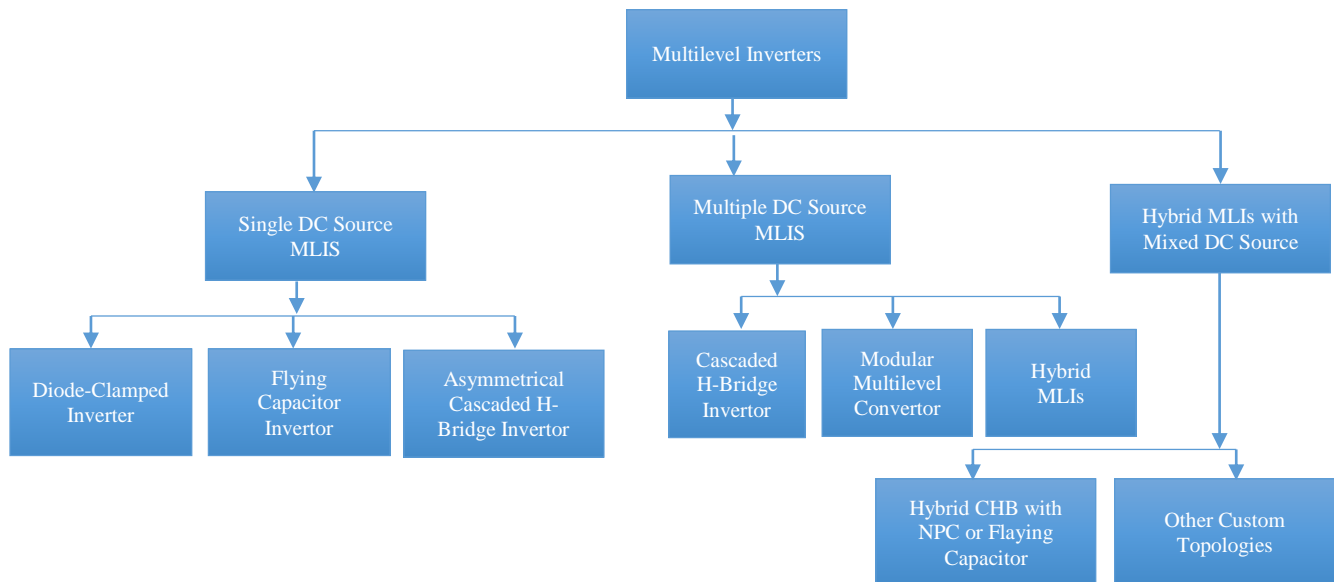 Multilevel Inverters
Single DC Source
MLIS
Multiple DC Source
MLIS
Hybrid MLIs with
Mixed DC Source
Diode-Clamped
Inverter
Flying
Capacitor
Invertor
Asymmetrical
Cascaded H-
Bridge Invertor
Cascaded
H-Bridge
Invertor
Modular
Multilevel
Convertor
Hybrid
MLIs
Hybrid CHB with
NPC or Flaying
Capacitor
Other Custom
Topologies